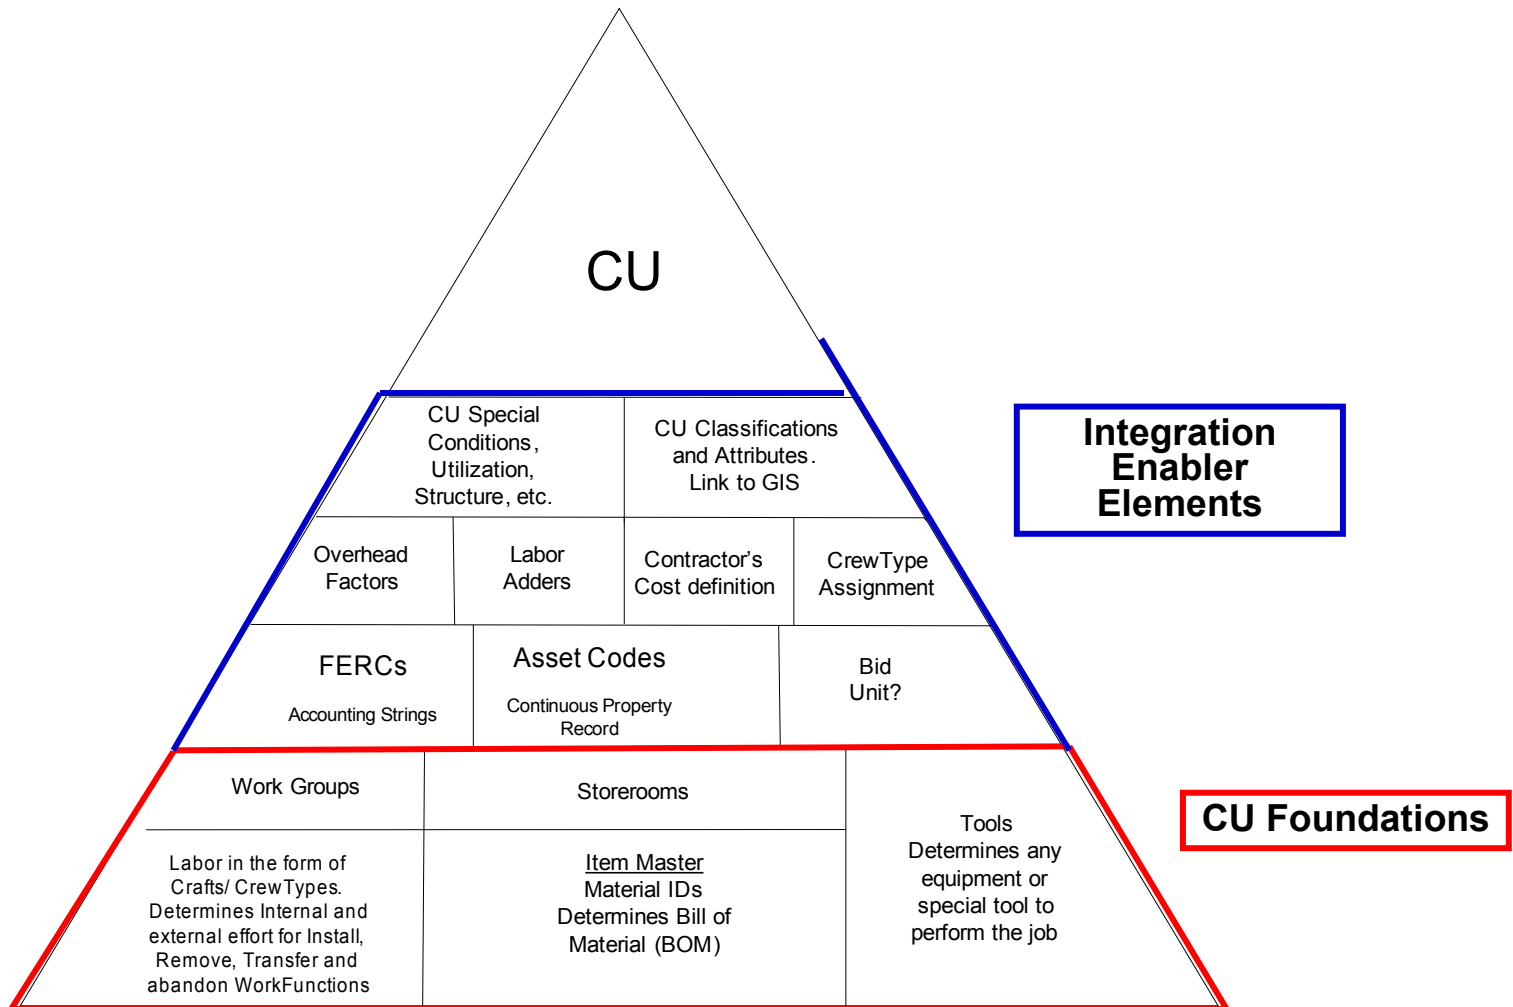 CU
CU Special
Conditions,
Utilization,
Structure, etc.
CU Classifications
and Attributes.
Link to GIS
Integration
Enabler
Elements
Overhead
Factors
Labor
Adders
Contractor’s
Cost definition
CrewType
Assignment
FERCs
Accounting Strings
Asset Codes
Continuous Property
Record
Bid
Unit?
Work Groups
Storerooms
CU Foundations
Labor in the form of
Crafts/ CrewTypes.
Determines Internal and
external effort for Install,
Remove, Transfer and
abandon WorkFunctions
Item Master
Material IDs
Determines Bill of
Material (BOM)
Tools
Determines any
equipment or
special tool to
perform the job